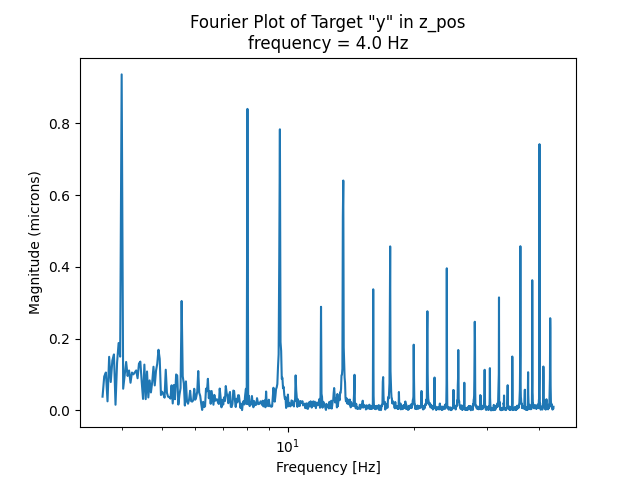 Fourier Plot of Target "y" in z_pos
frequency = 4.0 Hz
Magnitude (microns)
0.8
0.6
0.4
0.2
0.0
10¹
Frequency [Hz]